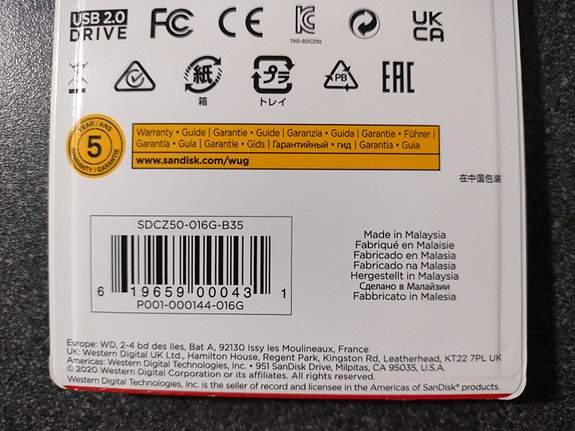 USB 2.0
DRIVE
FC CE
TAD-SDCZ50
UK
CA
紙
箱
プラ
トレイ
PB
EAC
YEAR / ANS
5
WARRANTY / GARANTIE
Warranty • Guide | Garantie • Guide | Garanzia • Guida | Garantie • Führer |
Garantía • Guía | Garantie • Gids | Гарантийный • гид | Garantia • Guia
www.sandisk.com/wug
在中国包装
SDCZ50-016G-B35
6 19659 00043 1
P001-000144-016G
Made in Malaysia
Fabriqué en Malaisie
Fabricado en Malasia
Fabricado na Malasia
Hergestellt in Malaysia
Сделано в Малайзии
Fabbricato in Malesia
Europe: WD, 2-4 bd des Iles, Bat A, 92130 Issy les Moulineaux, France
UK: Western Digital UK Ltd., Hamilton House, Regent Park, Kingston Rd, Leatherhead, KT22 7PL UK
Americas: Western Digital Technologies, Inc. • 951 SanDisk Drive, Milpitas, CA 95035, U.S.A.
© 2020 Western Digital Corporation or its affiliates. All rights reserved.
Western Digital Technologies, Inc. is the seller of record and licensee in the Americas of SanDisk® products.